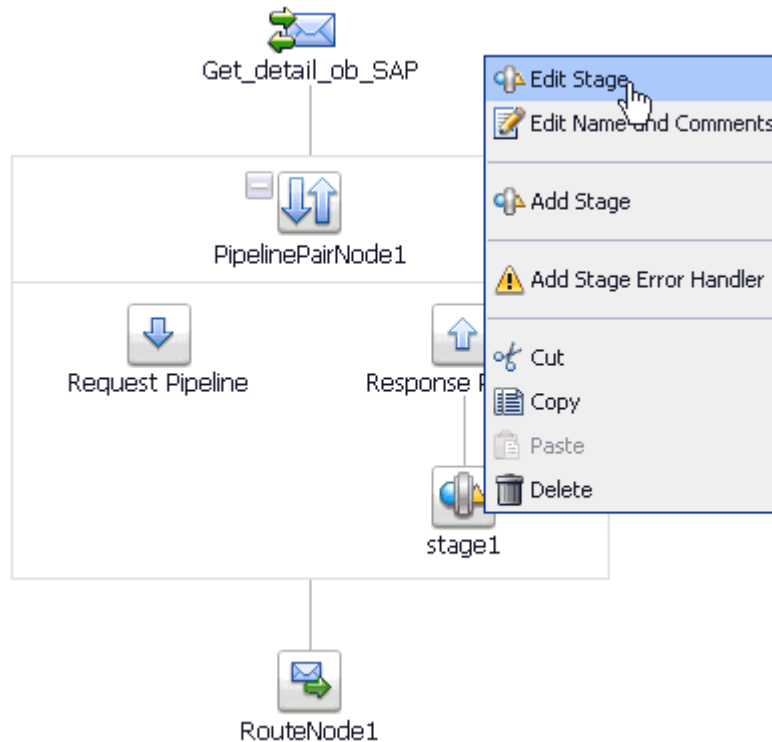 Get_detail_ob_SAP
Edit Stage
Edit Name and Comments
PipelinePairNode1
Add Stage
Add Stage Error Handler
Request Pipeline
Response
Cut
Copy
Paste
Delete
stage1
RouteNode1